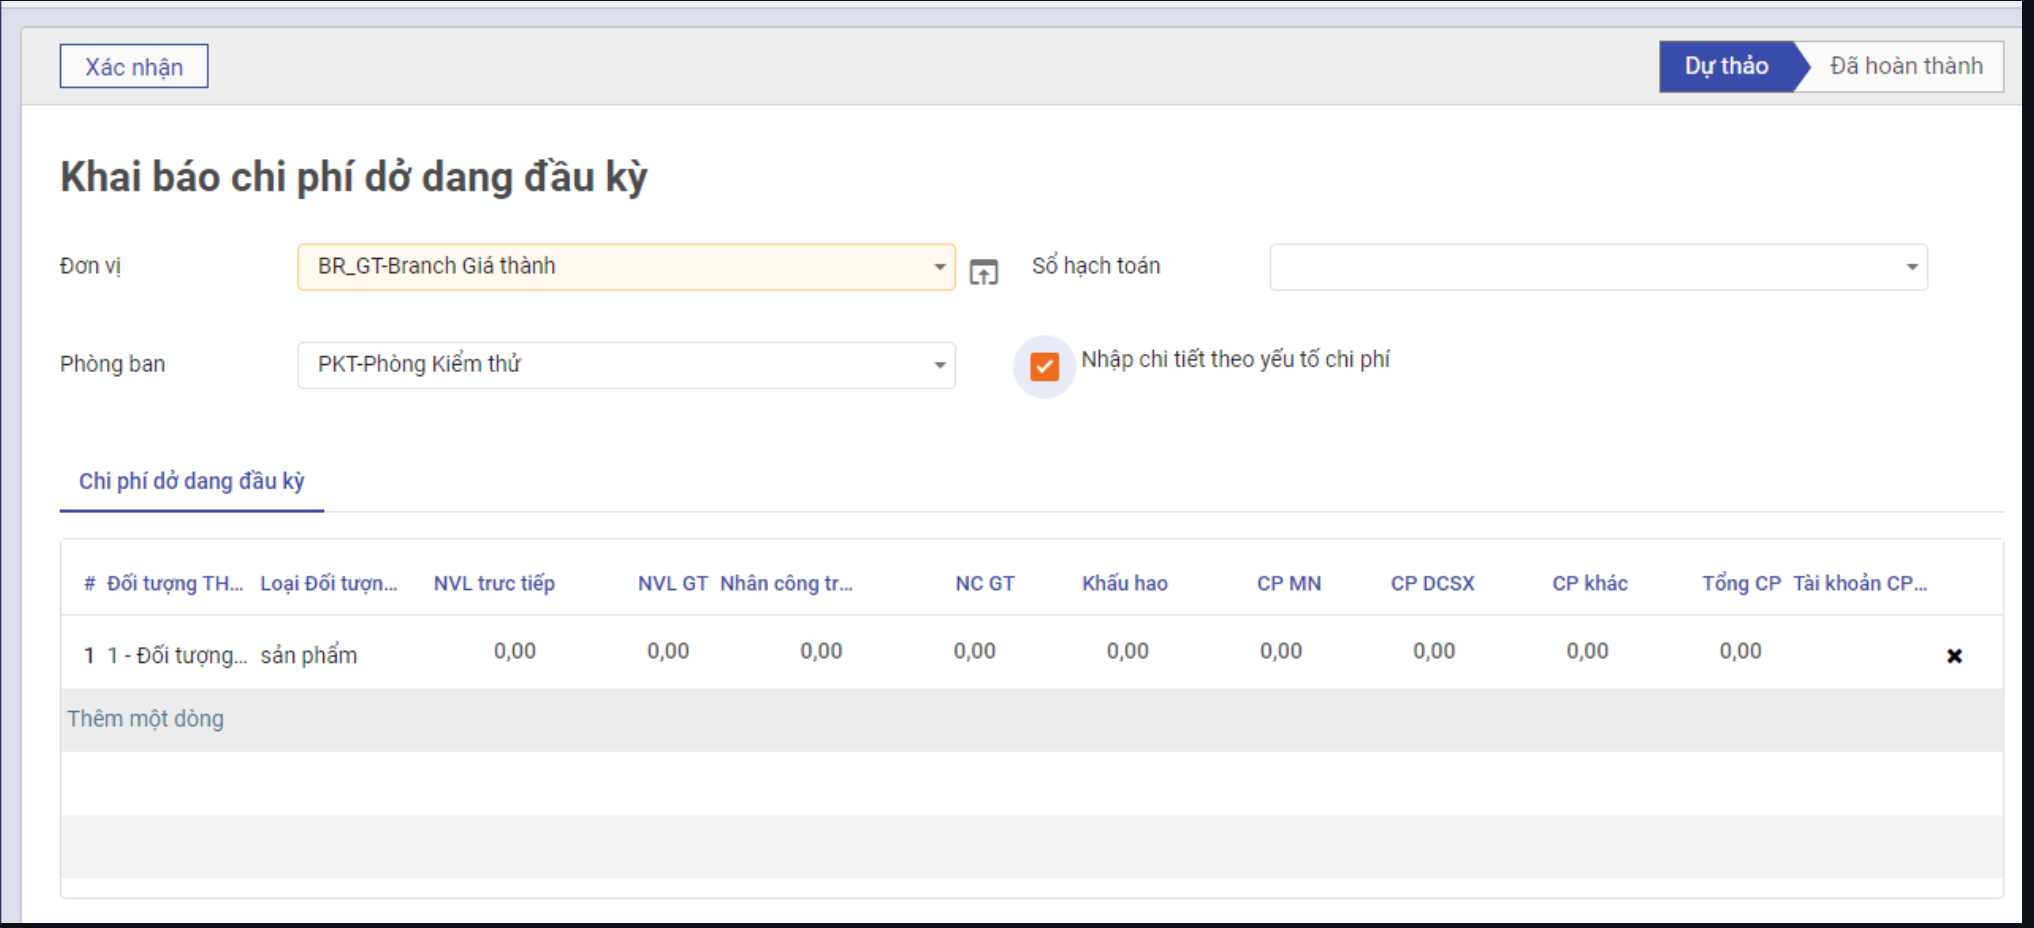 Xác nhận
Dự thảo
Đã hoàn thành
Khai báo chi phí dở dang đầu kỳ
Đơn vị BR_GT-Branch Giá thành Sổ hạch toán
Phòng ban PKT-Phòng Kiểm thử Nhập chi tiết theo yếu tố chi phí
Chi phí dở dang đầu kỳ
# Đối tượng TH... Loại Đối tượn... NVL trưc tiếp NVL GT Nhân công tr... NC GT Khấu hao CP MN CP DCSX CP khác Tổng CP Tài khoản CP...
1 1 - Đối tượng... sản phẩm 0,00 0,00 0,00 0,00 0,00 0,00 0,00 0,00 0,00
Thêm một dòng